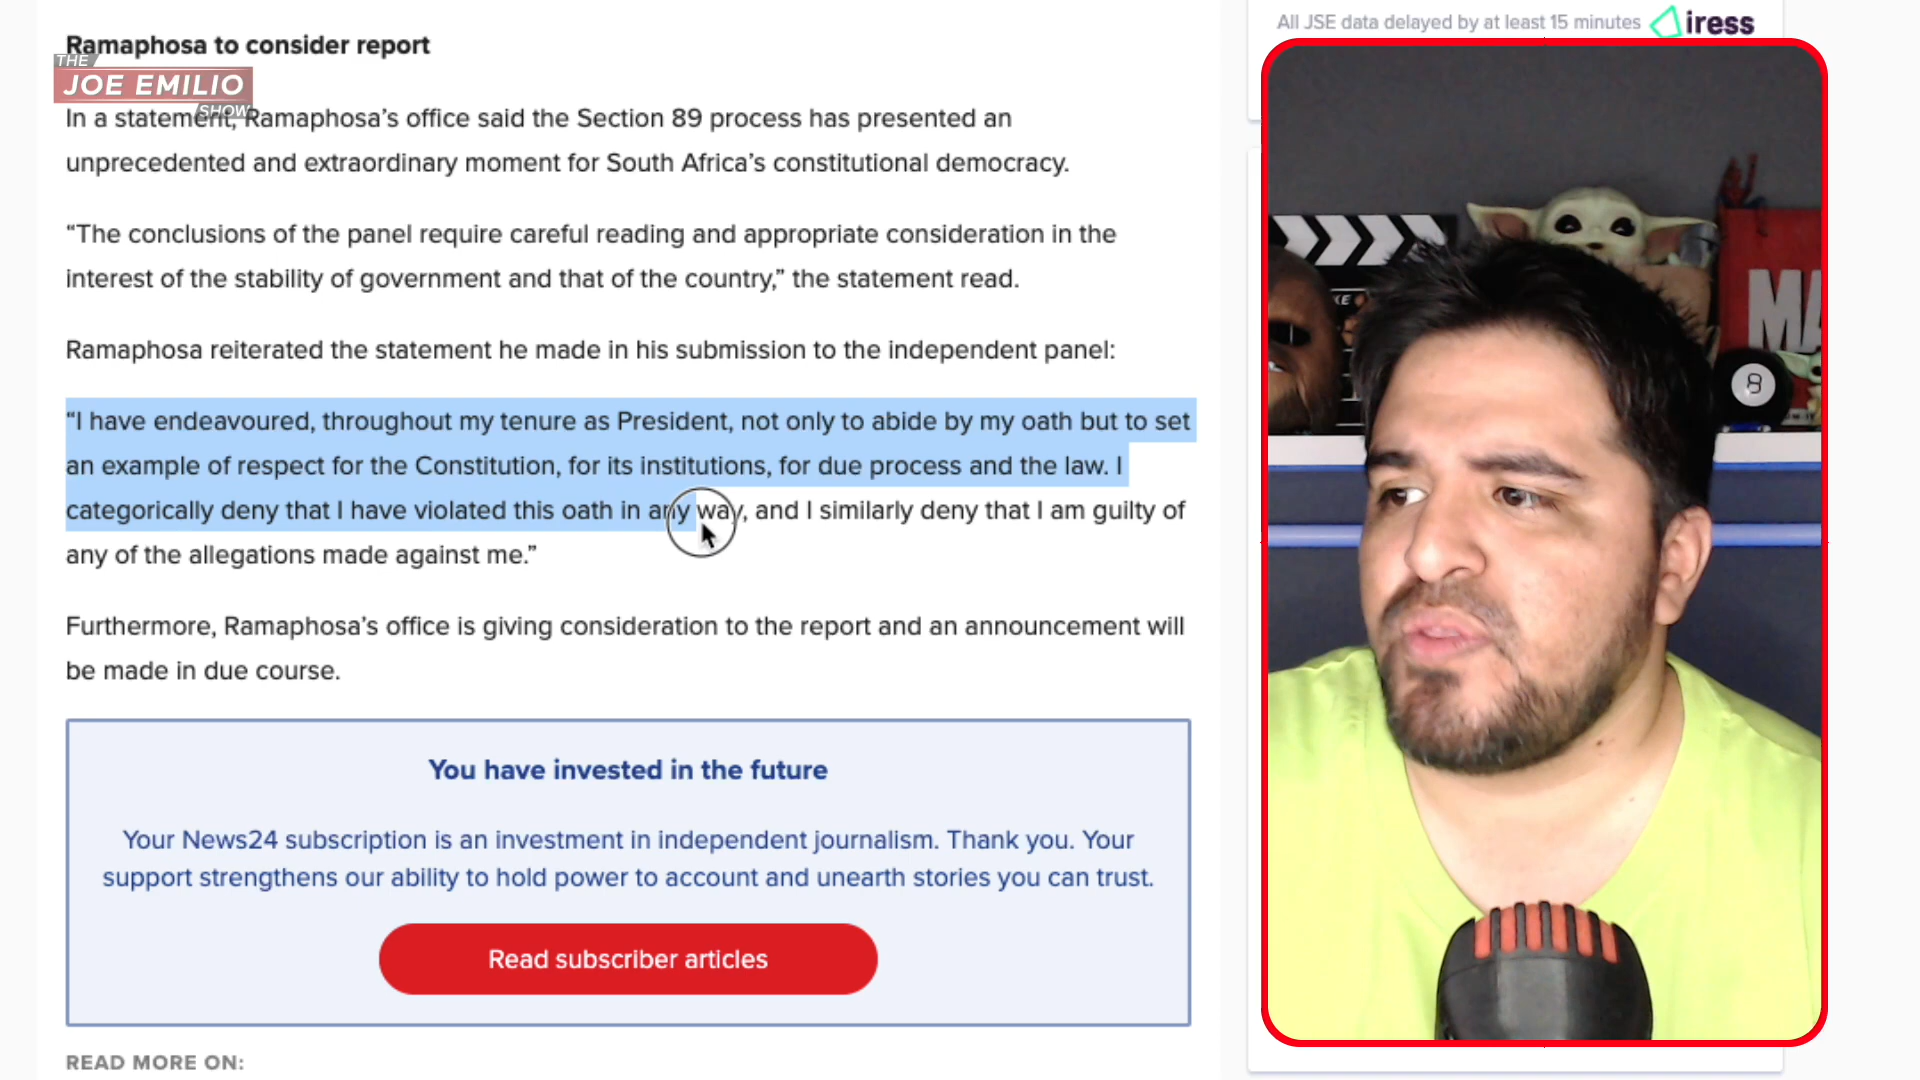 All JSE data delayed by at least 15 minutes iress
Ramaphosa to consider report
THE
JOE EMILIO
SHOW
In a statement, Ramaphosa’s office said the Section 89 process has presented an
unprecedented and extraordinary moment for South Africa’s constitutional democracy.
“The conclusions of the panel require careful reading and appropriate consideration in the
interest of the stability of government and that of the country,” the statement read.
Ramaphosa reiterated the statement he made in his submission to the independent panel:
“I have endeavoured, throughout my tenure as President, not only to abide by my oath but to set
an example of respect for the Constitution, for its institutions, for due process and the law. I
categorically deny that I have violated this oath in any way, and I similarly deny that I am guilty of
any of the allegations made against me.”
Furthermore, Ramaphosa’s office is giving consideration to the report and an announcement will
be made in due course.
You have invested in the future
Your News24 subscription is an investment in independent journalism. Thank you. Your
support strengthens our ability to hold power to account and unearth stories you can trust.
Read subscriber articles
READ MORE ON:
8